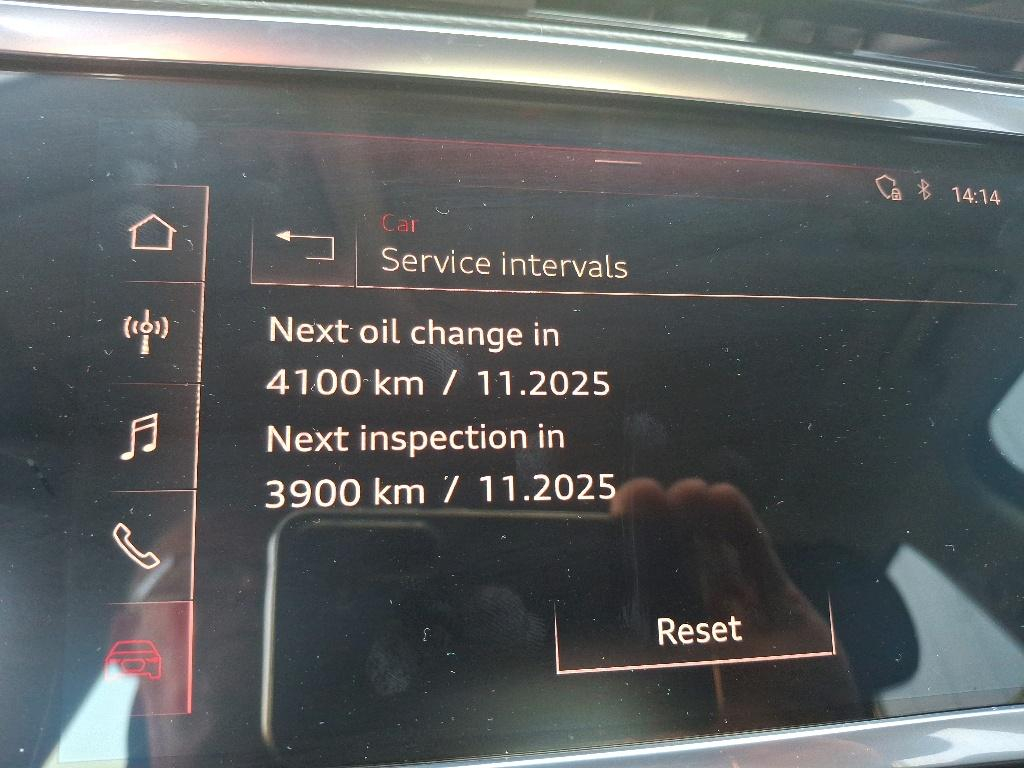 14:14
Car
Service intervals
Next oil change in
4100 km / 11.2025
Next inspection in
3900 km / 11.2025
Reset